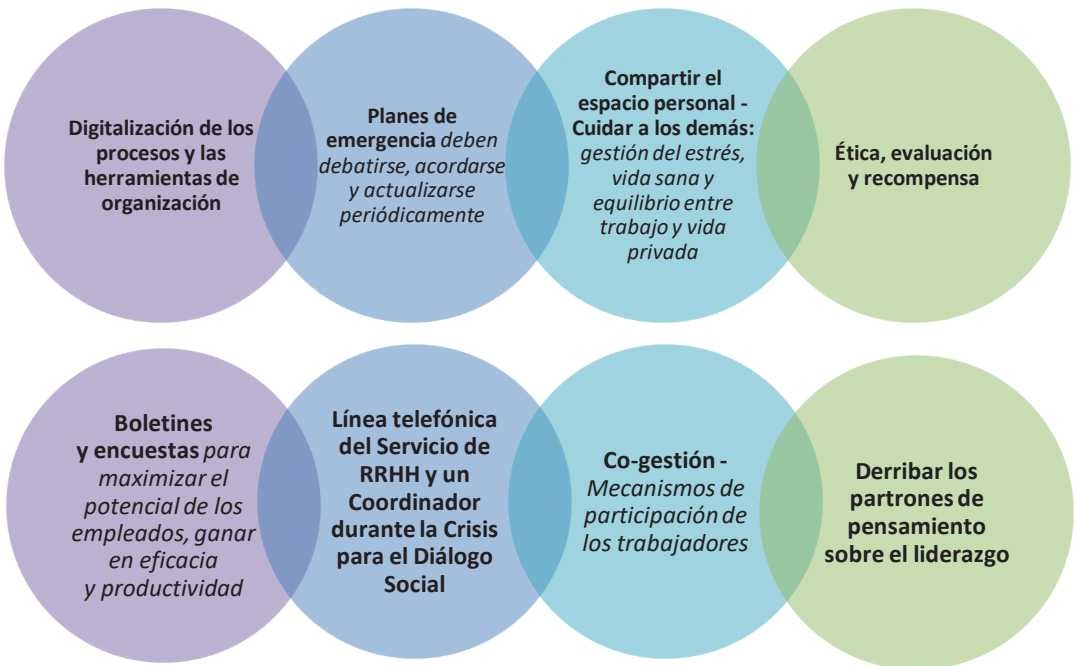 Digitalización de los
procesos y las
herramientas de
organización
Planes de
emergencia deben
debatirse, acordarse
y actualizarse
periódicamente
Compartir el
espacio personal -
Cuidar a los demás:
gestión del estrés,
vida sana y
equilibrio entre
trabajo y vida
privada
Ética, evaluación
y recompensa
Boletines
y encuestas para
maximizar el
potencial de los
empleados, ganar
en eficacia
y productividad
Línea telefónica
del Servicio de
RRHH y un
Coordinador
durante la Crisis
para el Diálogo
Social
Co-gestión -
Mecanismos de
participación de
los trabajadores
Derribar los
partrones de
pensamiento
sobre el liderazgo